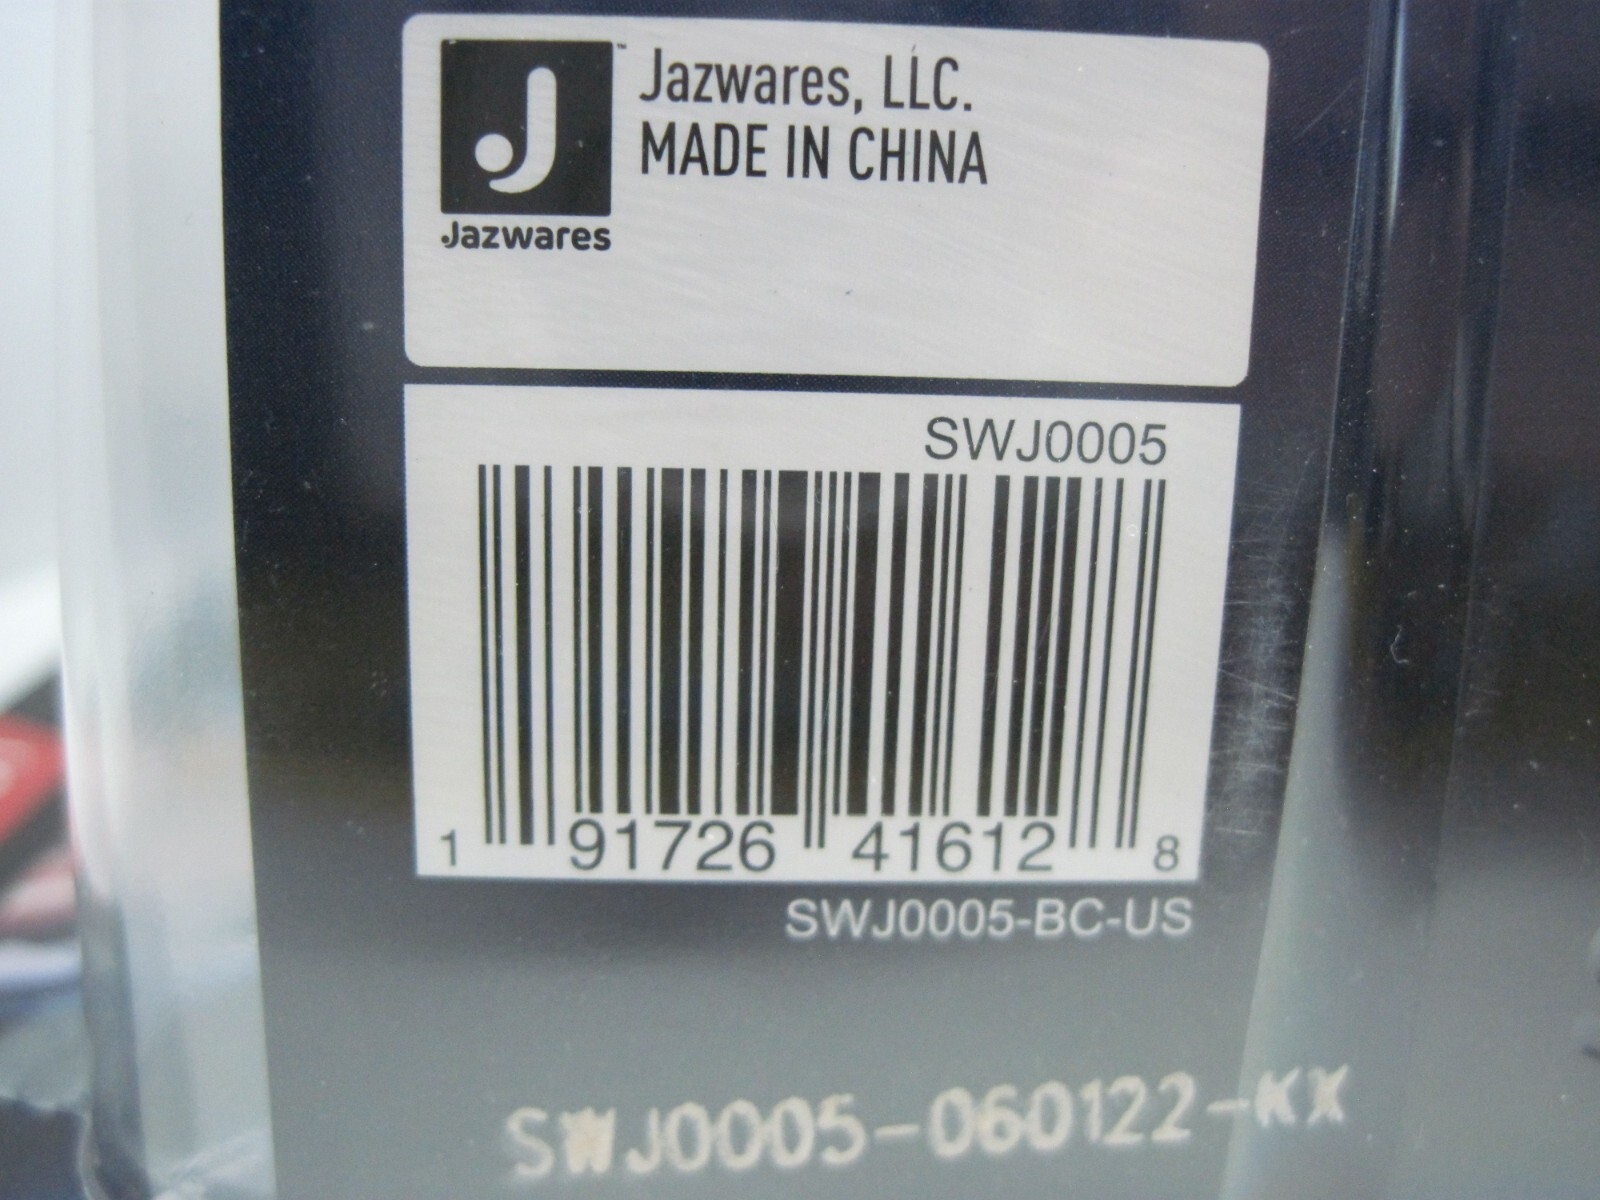 Jazwares, LLC.
MADE IN CHINA
Jazwares
SWJ0005
1 91726 41612 8
SWJ0005-BC-US
SWJ0005-060122-KX